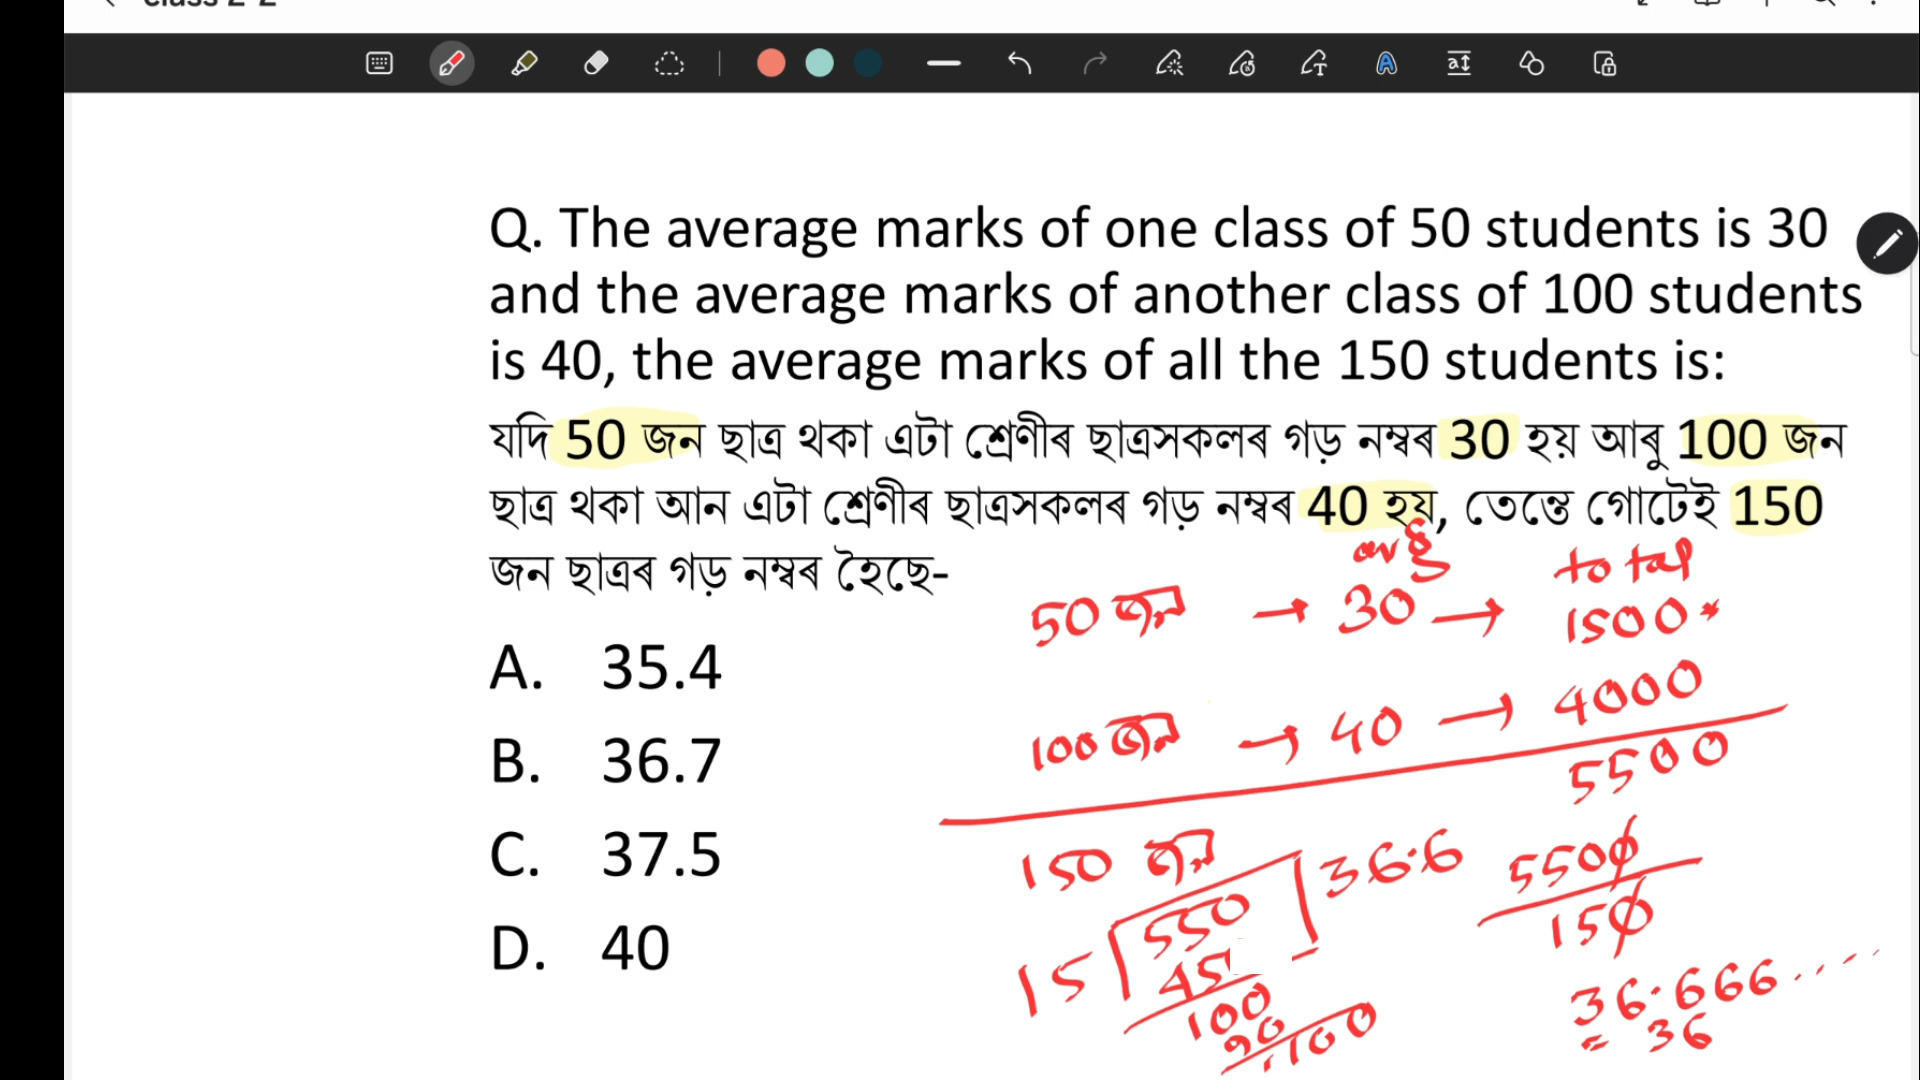 Q. The average marks of one class of 50 students is 30
and the average marks of another class of 100 students
is 40, the average marks of all the 150 students is:
যদি 50 জন ছাত্ৰ থকা এটা শ্ৰেণীৰ ছাত্ৰসকলৰ গড় নম্বৰ 30 হয় আৰু 100 জন
ছাত্ৰ থকা আন এটা শ্ৰেণীৰ ছাত্ৰসকলৰ গড় নম্বৰ 40 হয়, তেন্তে গোটেই 150
জন ছাত্ৰৰ গড় নম্বৰ হৈছে-
avg total
50 জন → 30 → 1500
A. 35.4
100 জন → 40 → 4000
5500
B. 36.7
C. 37.5
150 জন
5500
150
15 550 36.6
45
100
90
100
D. 40
36.666....
= 36